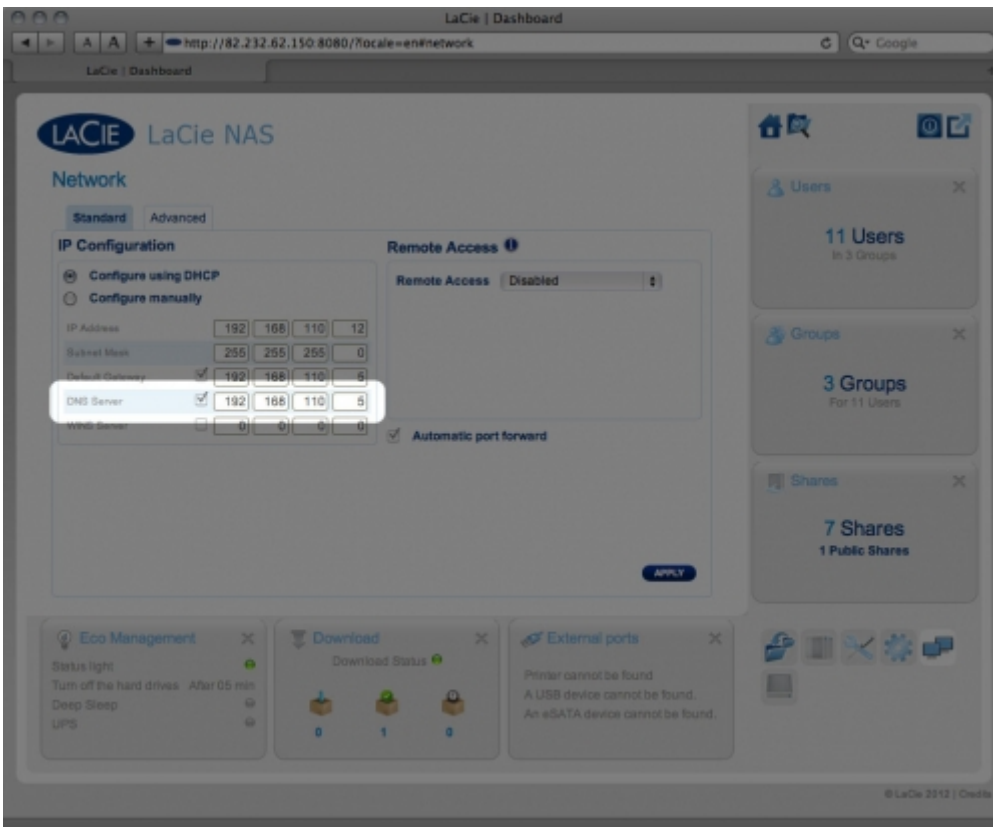 LaCie | Dashboard
A A + http://82.232.62.150:8080/?locale=en#network
Google
LaCie | Dashboard
LACIE LaCie NAS
Network
Standard Advanced
IP Configuration
Configure using DHCP
Configure manually
IP Address 192 168 110 12
Subnet Mask 255 255 255 0
Default Gateway 192 168 110 5
DNS Server 192 168 110 5
WINS Server 0 0 0 0
Remote Access
Remote Access Disabled
Automatic port forward
APPLY
Users
11 Users
In 3 Groups
Groups
3 Groups
For 11 Users
Shares
7 Shares
1 Public Shares
Eco Management
Status light
Turn off the hard drives After 05 min
Deep Sleep
UPS
Download
Download Status
0 1 0
External ports
Printer cannot be found
A USB device cannot be found.
An eSATA device cannot be found.
© LaCie 2012 | Credits